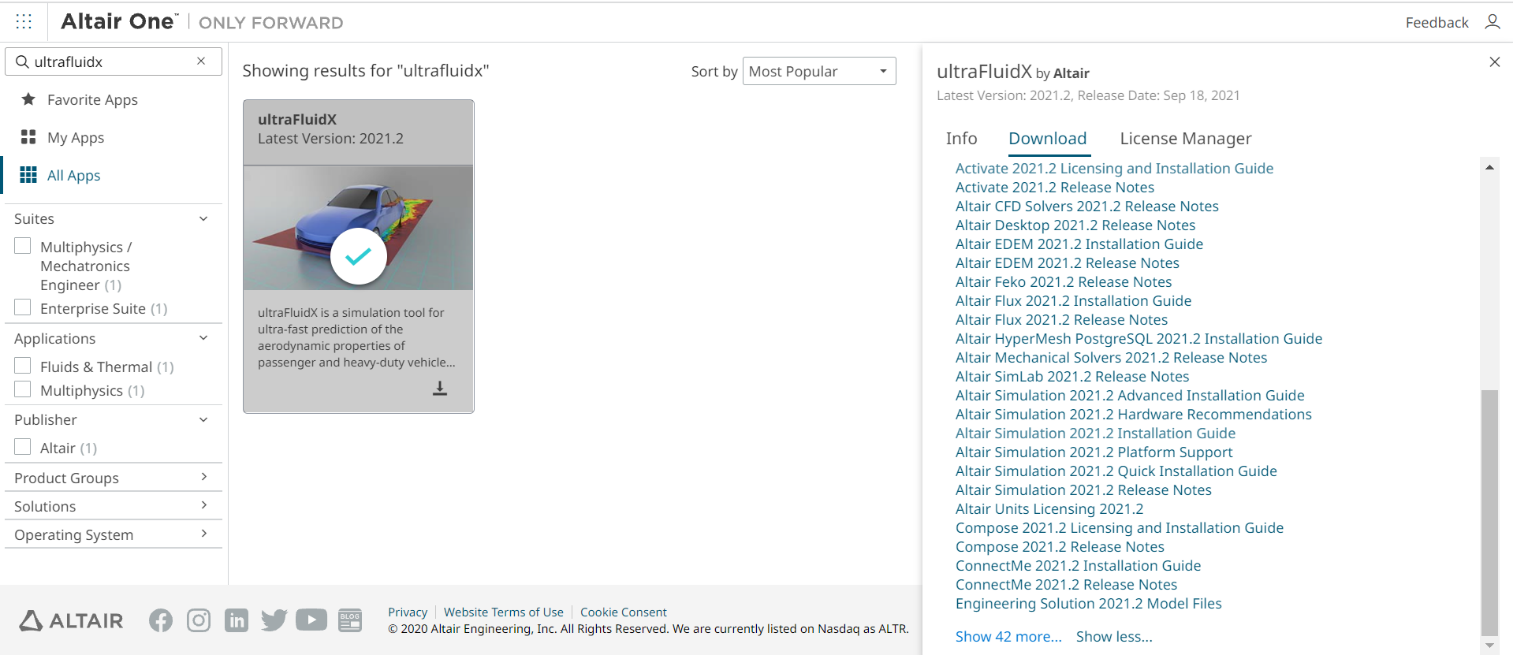 Altair One™ | ONLY FORWARD
Feedback
ultrafluidx
Favorite Apps
My Apps
All Apps
Suites
Multiphysics /
Mechatronics
Engineer (1)
Enterprise Suite (1)
Applications
Fluids & Thermal (1)
Multiphysics (1)
Publisher
Altair (1)
Product Groups
Solutions
Operating System
Showing results for "ultrafluidx"
Sort by Most Popular
ultraFluidX
Latest Version: 2021.2
ultraFluidX is a simulation tool for
ultra-fast prediction of the
aerodynamic properties of
passenger and heavy-duty vehicle...
ultraFluidX by Altair
Latest Version: 2021.2, Release Date: Sep 18, 2021
Info Download License Manager
Activate 2021.2 Licensing and Installation Guide
Activate 2021.2 Release Notes
Altair CFD Solvers 2021.2 Release Notes
Altair Desktop 2021.2 Release Notes
Altair EDEM 2021.2 Installation Guide
Altair EDEM 2021.2 Release Notes
Altair Feko 2021.2 Release Notes
Altair Flux 2021.2 Installation Guide
Altair Flux 2021.2 Release Notes
Altair HyperMesh PostgreSQL 2021.2 Installation Guide
Altair Mechanical Solvers 2021.2 Release Notes
Altair SimLab 2021.2 Release Notes
Altair Simulation 2021.2 Advanced Installation Guide
Altair Simulation 2021.2 Hardware Recommendations
Altair Simulation 2021.2 Installation Guide
Altair Simulation 2021.2 Platform Support
Altair Simulation 2021.2 Quick Installation Guide
Altair Simulation 2021.2 Release Notes
Altair Units Licensing 2021.2
Compose 2021.2 Licensing and Installation Guide
Compose 2021.2 Release Notes
ConnectMe 2021.2 Installation Guide
ConnectMe 2021.2 Release Notes
Engineering Solution 2021.2 Model Files
Show 42 more... Show less...
ALTAIR
BLOG
Privacy | Website Terms of Use | Cookie Consent
© 2020 Altair Engineering, Inc. All Rights Reserved. We are currently listed on Nasdaq as ALTR.